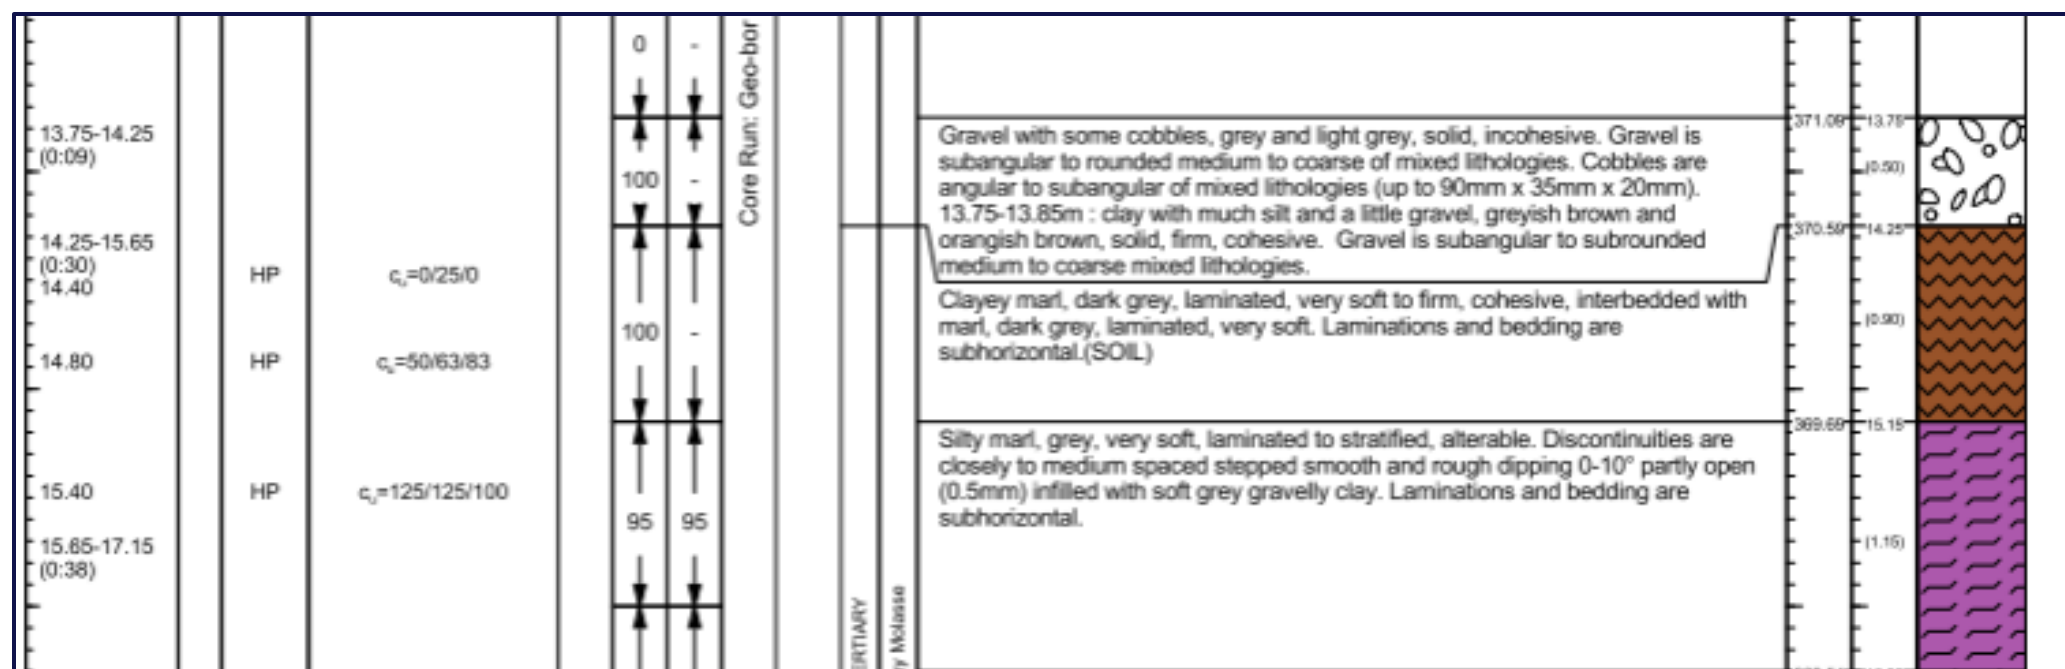 0 -
Core Run: Geo-bor
13.75-14.25
(0:09)
100 -
14.25-15.65
(0:30)
14.40
HP
cu=0/25/0
100 -
14.80
HP
cu=50/63/83
15.40
HP
cu=125/125/100
95 95
15.65-17.15
(0:38)
ERTIARY
y Molasse
Gravel with some cobbles, grey and light grey, solid, incohesive. Gravel is
subangular to rounded medium to coarse of mixed lithologies. Cobbles are
angular to subangular of mixed lithologies (up to 90mm x 35mm x 20mm).
13.75-13.85m : clay with much silt and a little gravel, greyish brown and
orangish brown, solid, firm, cohesive. Gravel is subangular to subrounded
medium to coarse mixed lithologies.
Clayey marl, dark grey, laminated, very soft to firm, cohesive, interbedded with
marl, dark grey, laminated, very soft. Laminations and bedding are
subhorizontal.(SOIL)
Silty marl, grey, very soft, laminated to stratified, alterable. Discontinuities are
closely to medium spaced stepped smooth and rough dipping 0-10° partly open
(0.5mm) infilled with soft grey gravelly clay. Laminations and bedding are
subhorizontal.
371.09 13.75
(0.50)
370.59 14.25
(0.90)
369.69 15.15
(1.15)